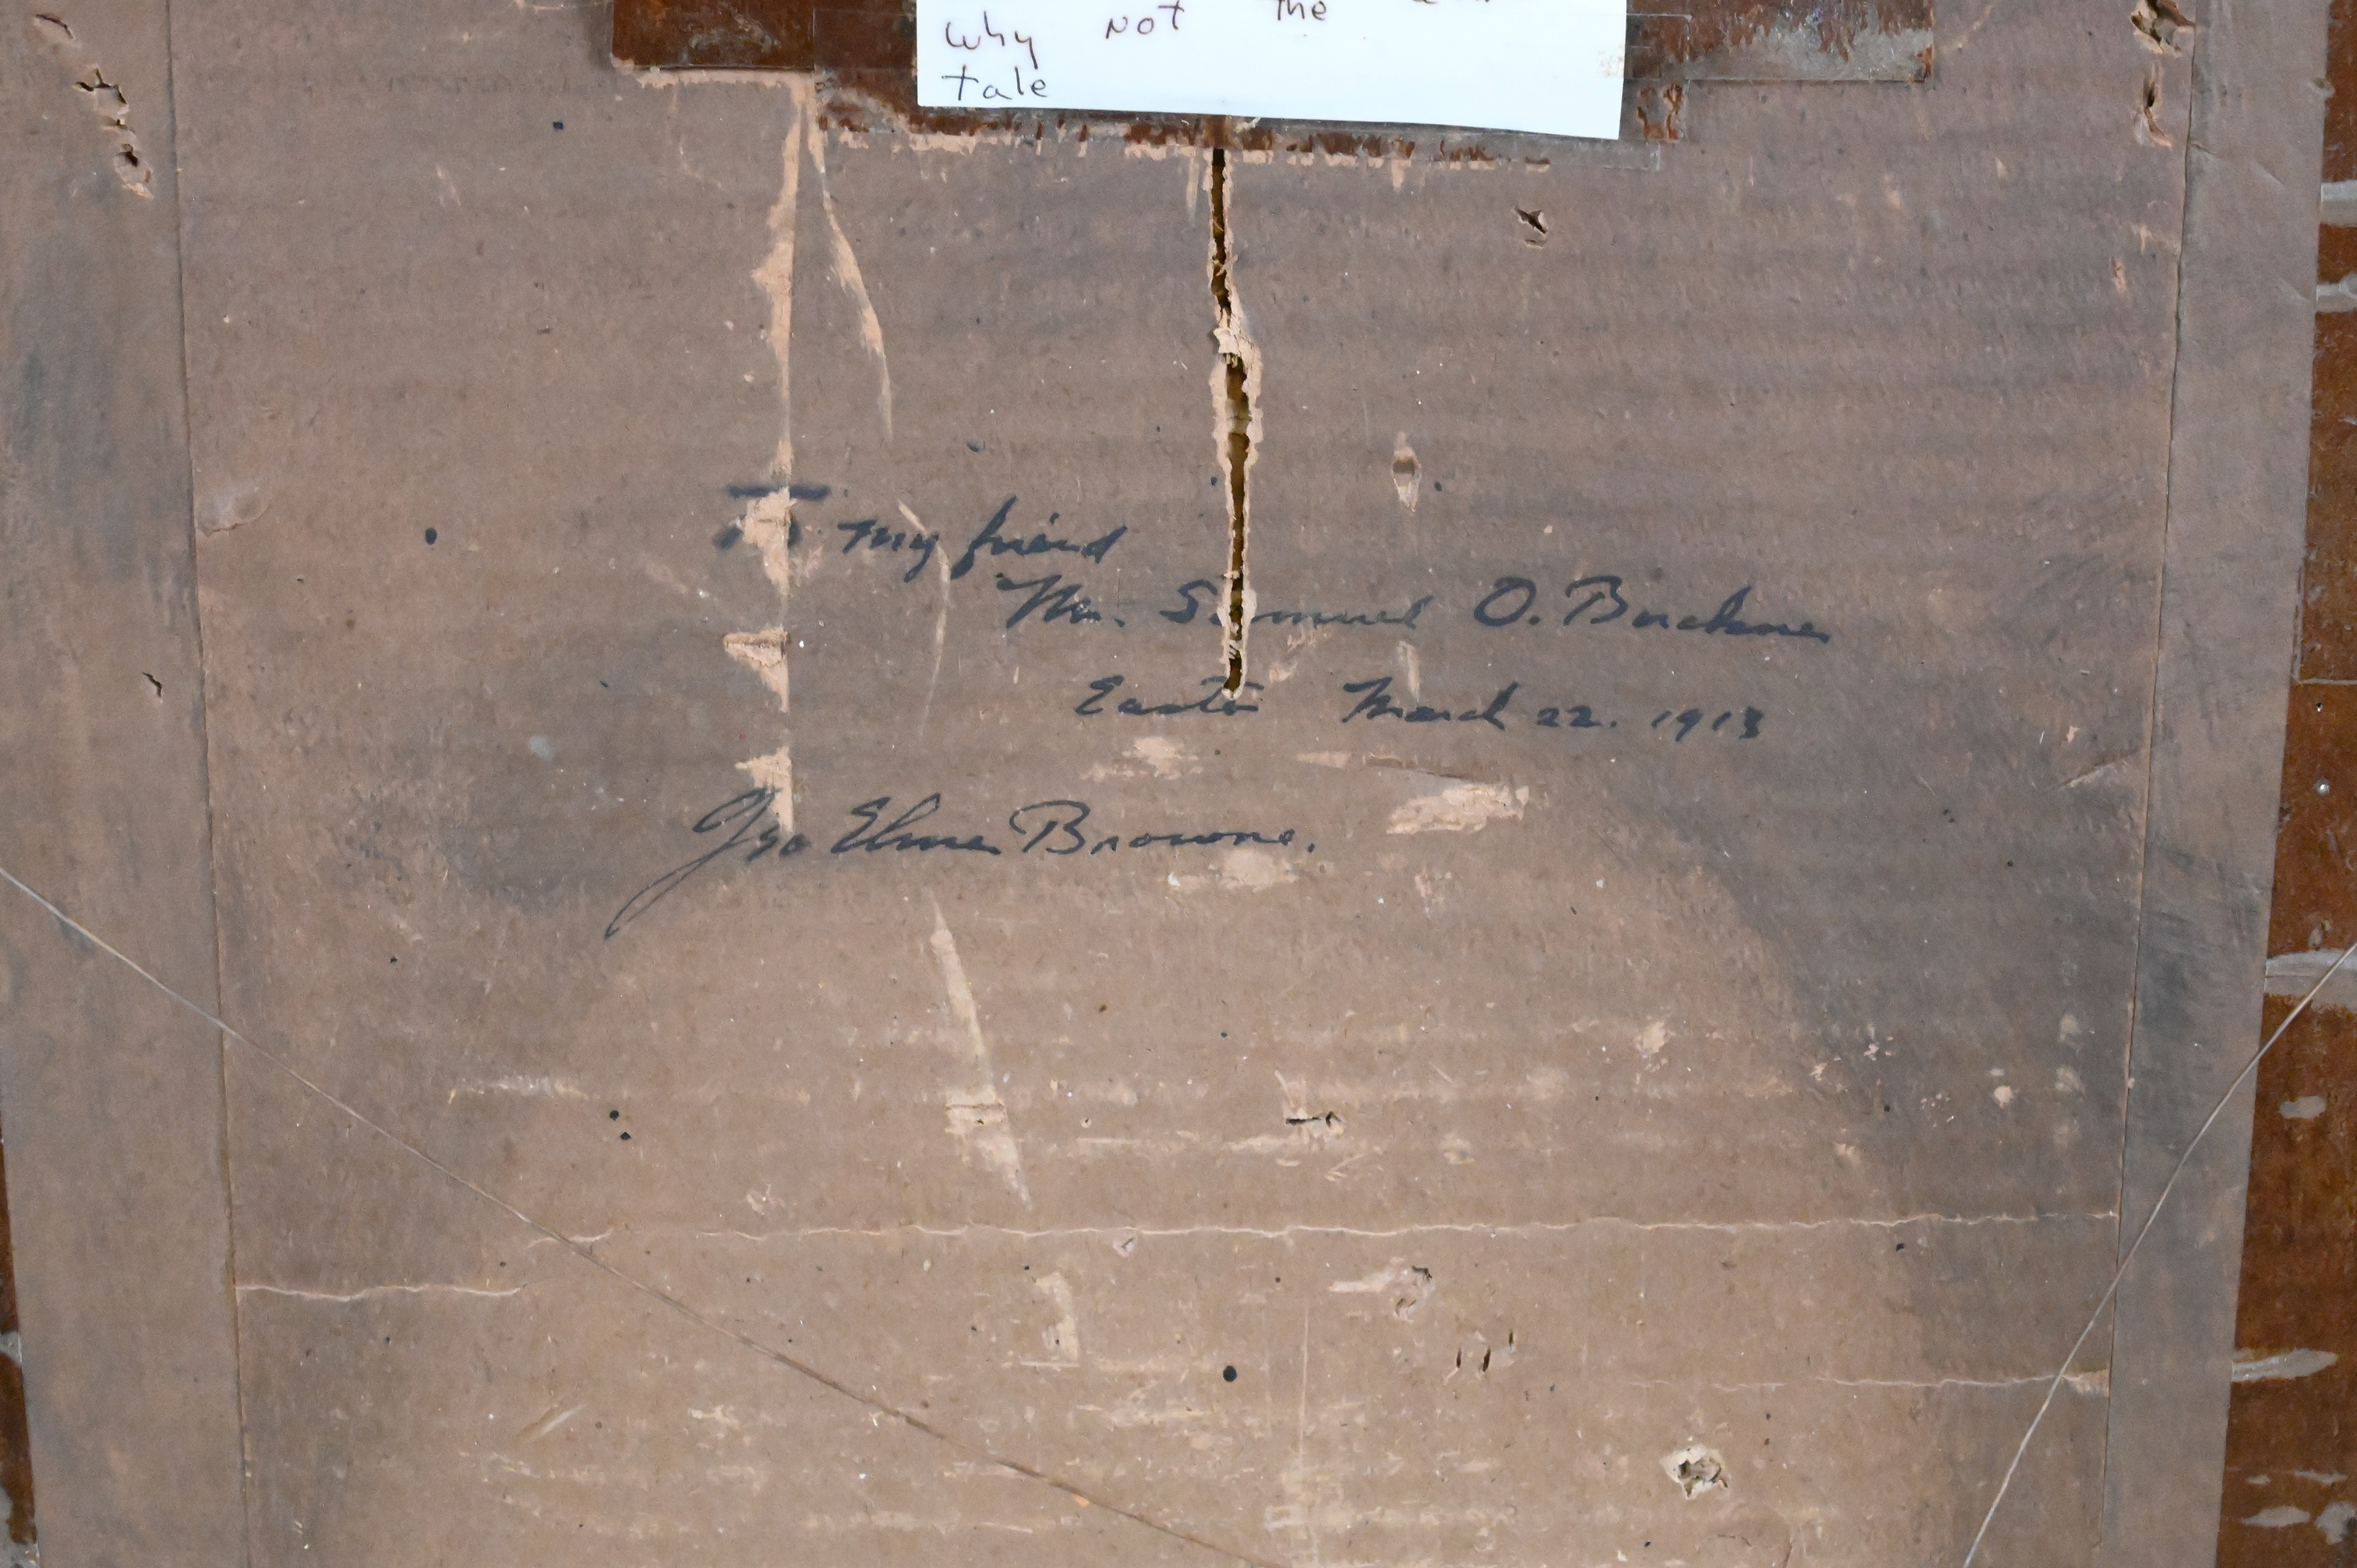 why not the
tale
To my friend
Mr. Samuel O. Buckner
Easter March 22. 1913
Geo Elmer Browne.